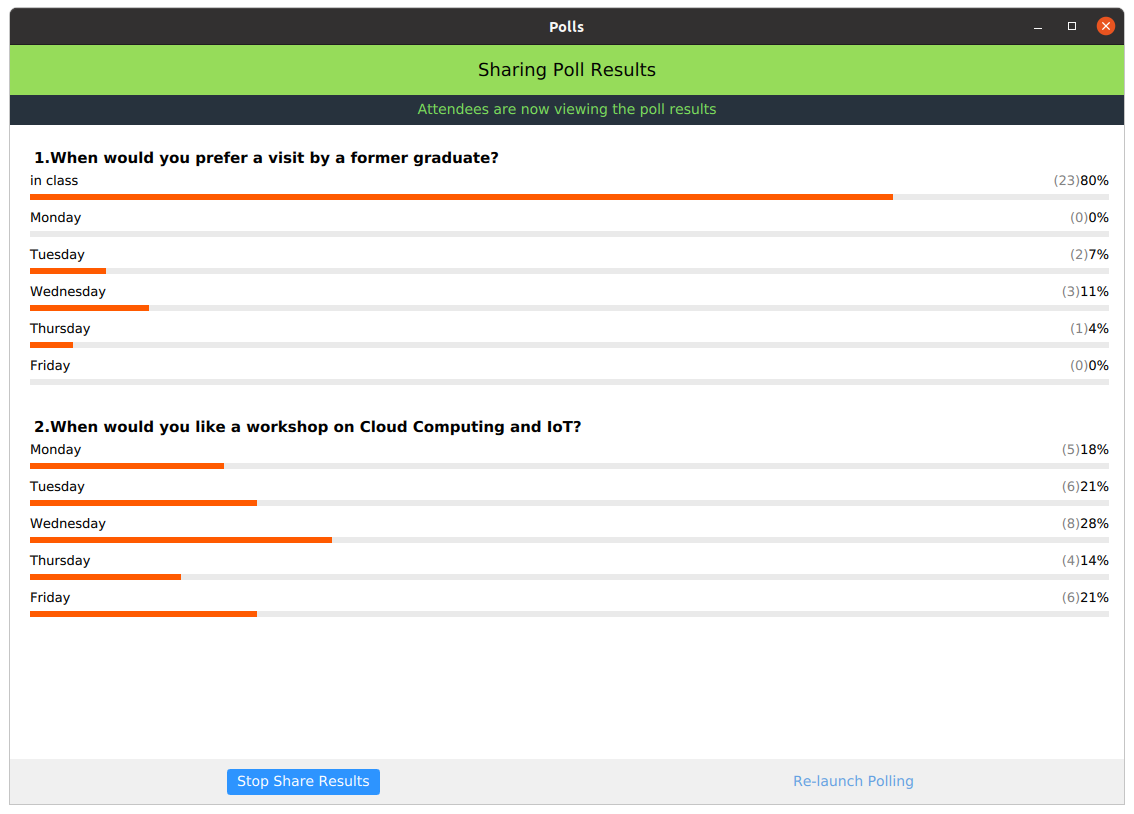 Polls
Sharing Poll Results
Attendees are now viewing the poll results
1.When would you prefer a visit by a former graduate?
in class (23)80%
Monday (0)0%
Tuesday (2)7%
Wednesday (3)11%
Thursday (1)4%
Friday (0)0%
2.When would you like a workshop on Cloud Computing and IoT?
Monday (5)18%
Tuesday (6)21%
Wednesday (8)28%
Thursday (4)14%
Friday (6)21%
Stop Share Results Re-launch Polling